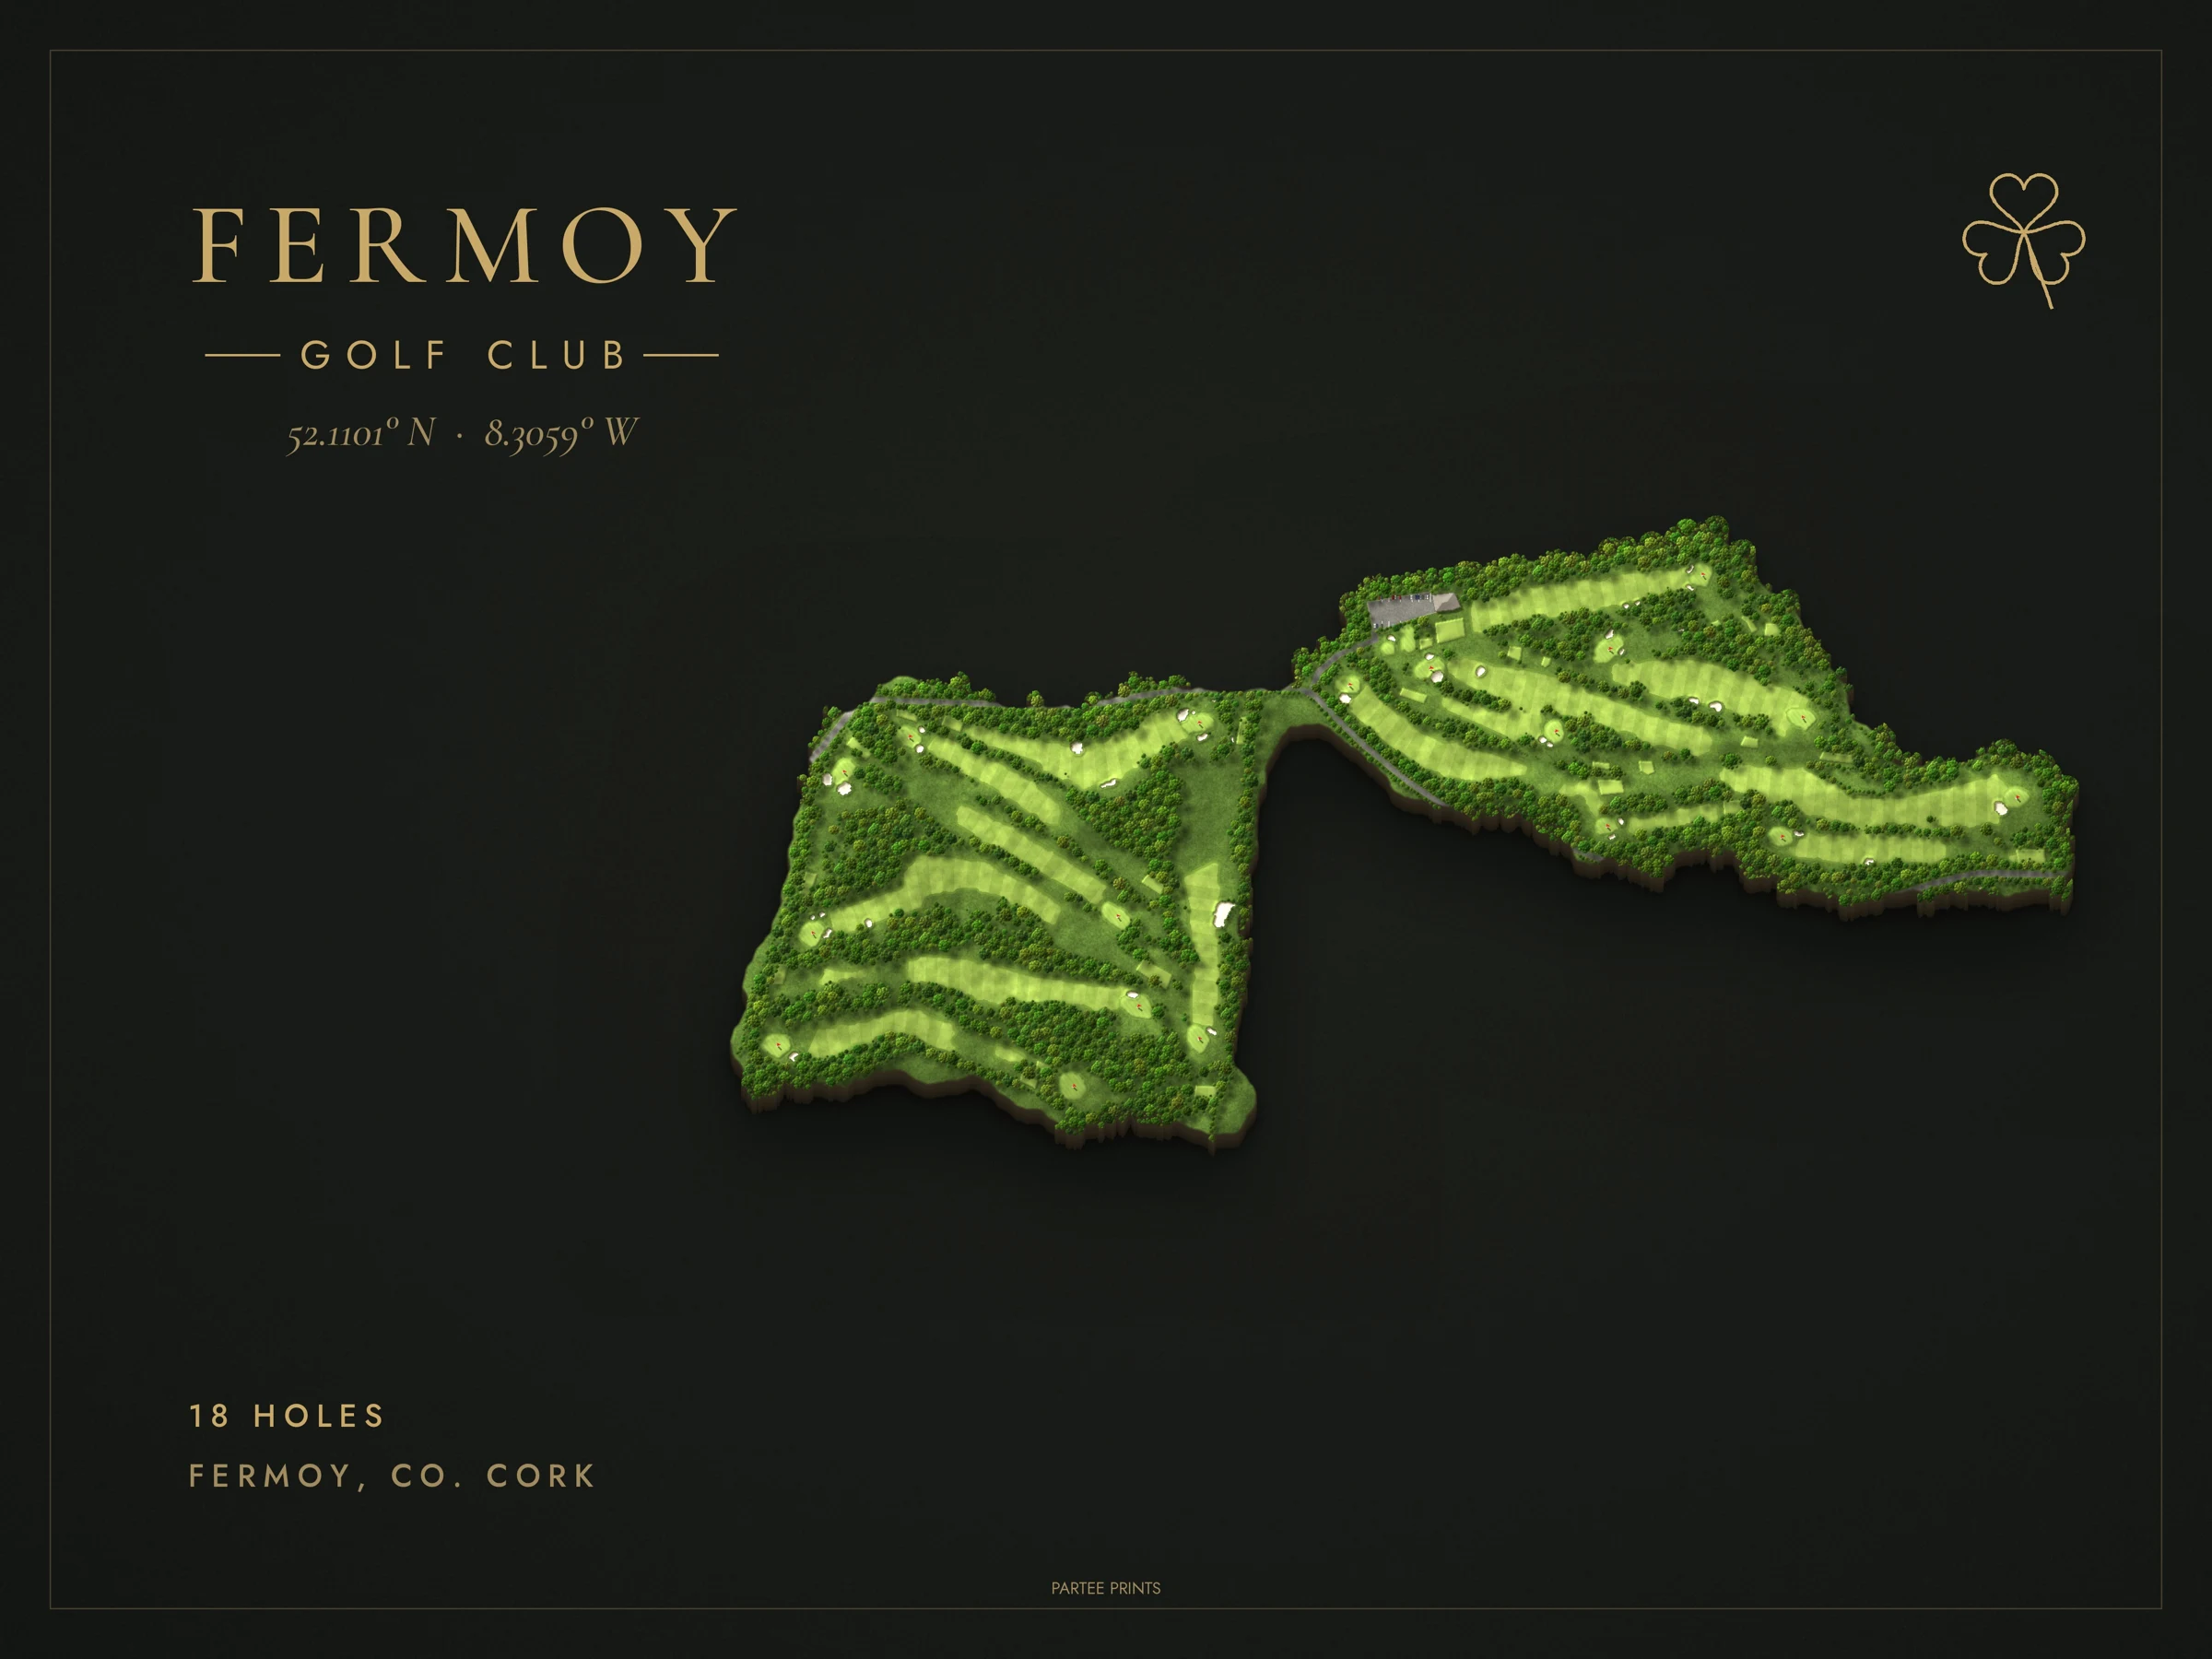 FERMOY
GOLF CLUB
52.1101° N · 8.3059° W
18 HOLES
FERMOY, CO. CORK
PARTEE PRINTS